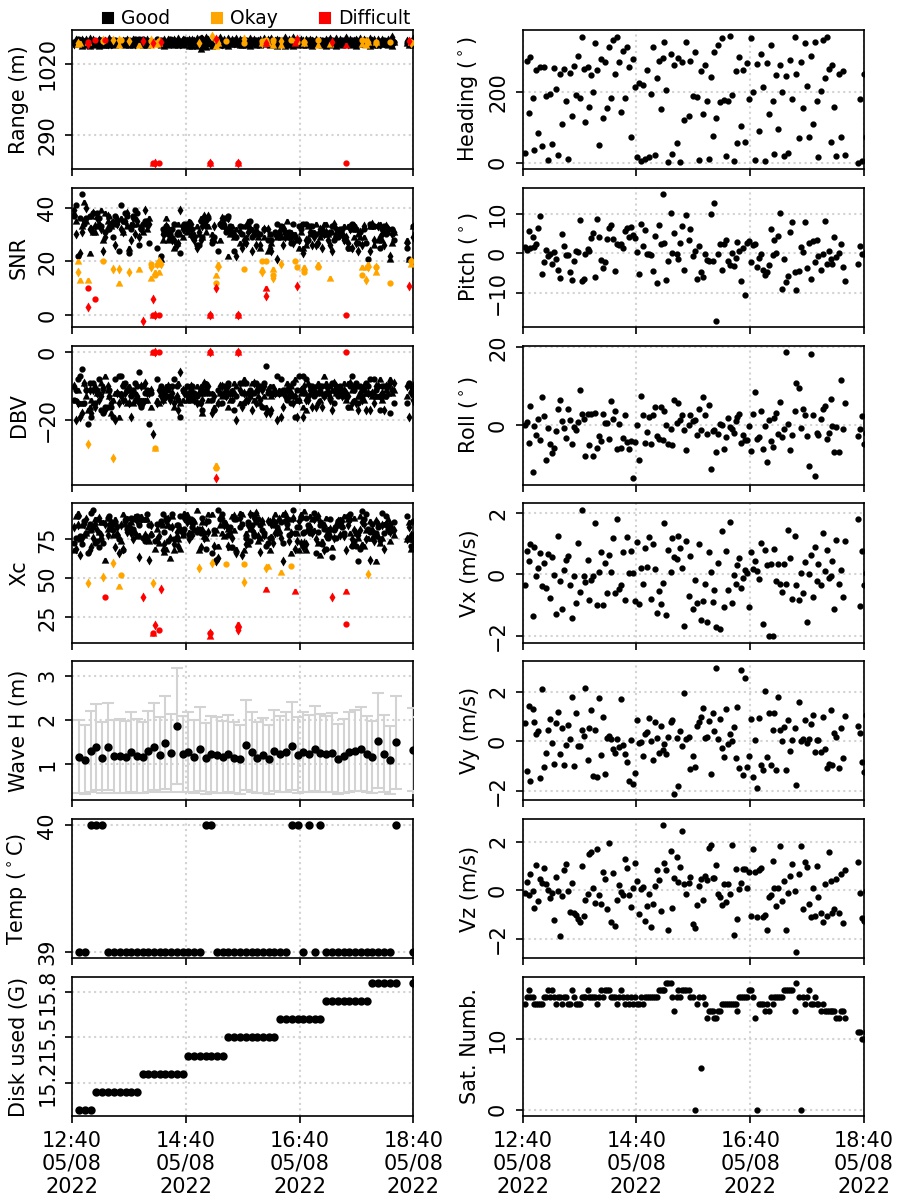 Good Okay Difficult
Range (m)
1020
290
Heading (°)
200
0
SNR
40
20
0
Pitch (°)
10
0
−10
DBV
0
−20
Roll (°)
20
0
Xc
75
50
25
Vx (m/s)
2
0
−2
Wave H (m)
3
2
1
Vy (m/s)
2
0
−2
Temp (°C)
40
39
Vz (m/s)
2
0
−2
Disk used (G)
15.8
15.5
15.2
Sat. Numb.
10
0
12:40 14:40 16:40 18:40 12:40 14:40 16:40 18:40
05/08 05/08 05/08 05/08 05/08 05/08 05/08 05/08
2022 2022 2022 2022 2022 2022 2022 2022